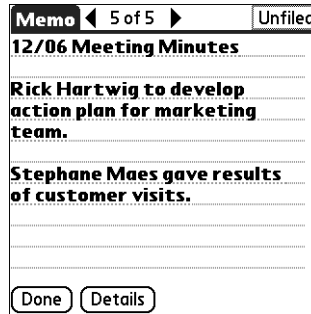 Memo 5 of 5 Unfiled
12/06 Meeting Minutes
Rick Hartwig to develop
action plan for marketing
team.
Stephane Maes gave results
of customer visits.
Done Details